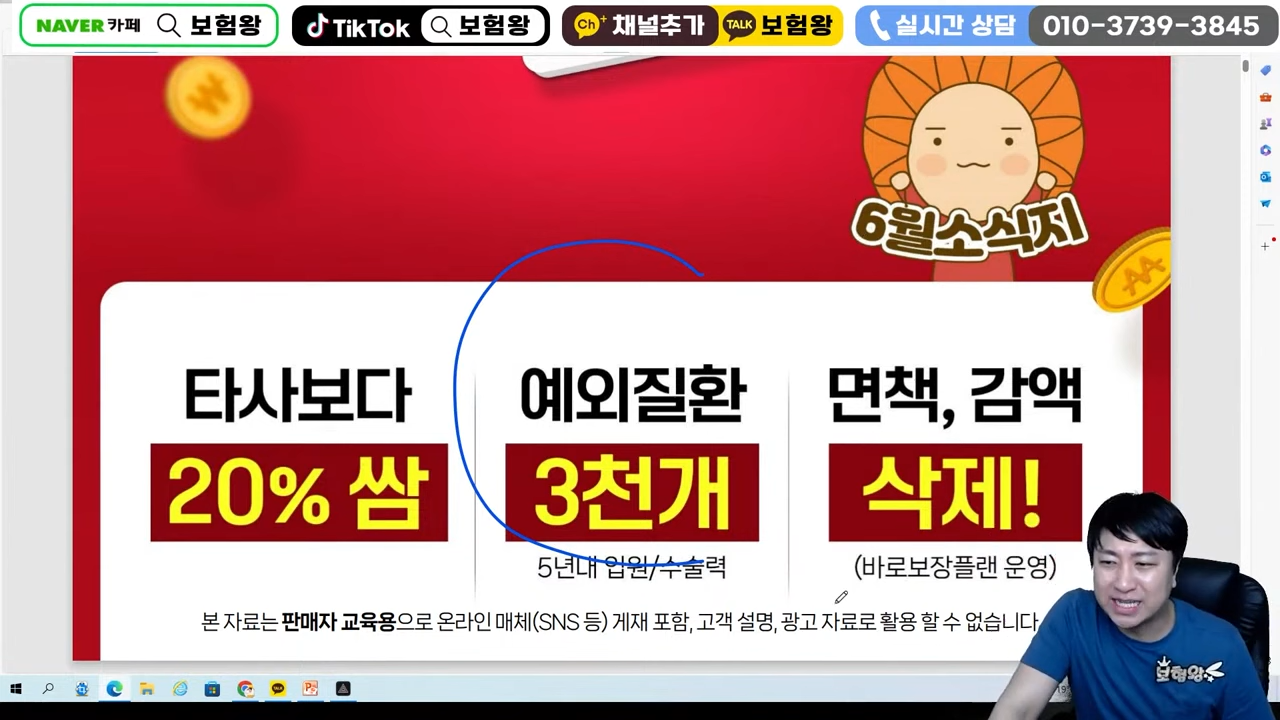 NAVER 카페 보험왕
TikTok 보험왕
Ch+ 채널추가 TALK 보험왕
실시간 상담 010-3739-3845
6월소식지
타사보다
20% 쌈
예외질환
3천개
5년내 입원/수술력
면책, 감액
삭제!
(바로보장플랜 운영)
본 자료는 판매자 교육용으로 온라인 매체(SNS 등) 게재 포함, 고객 설명, 광고 자료로 활용 할 수 없습니다
보험왕